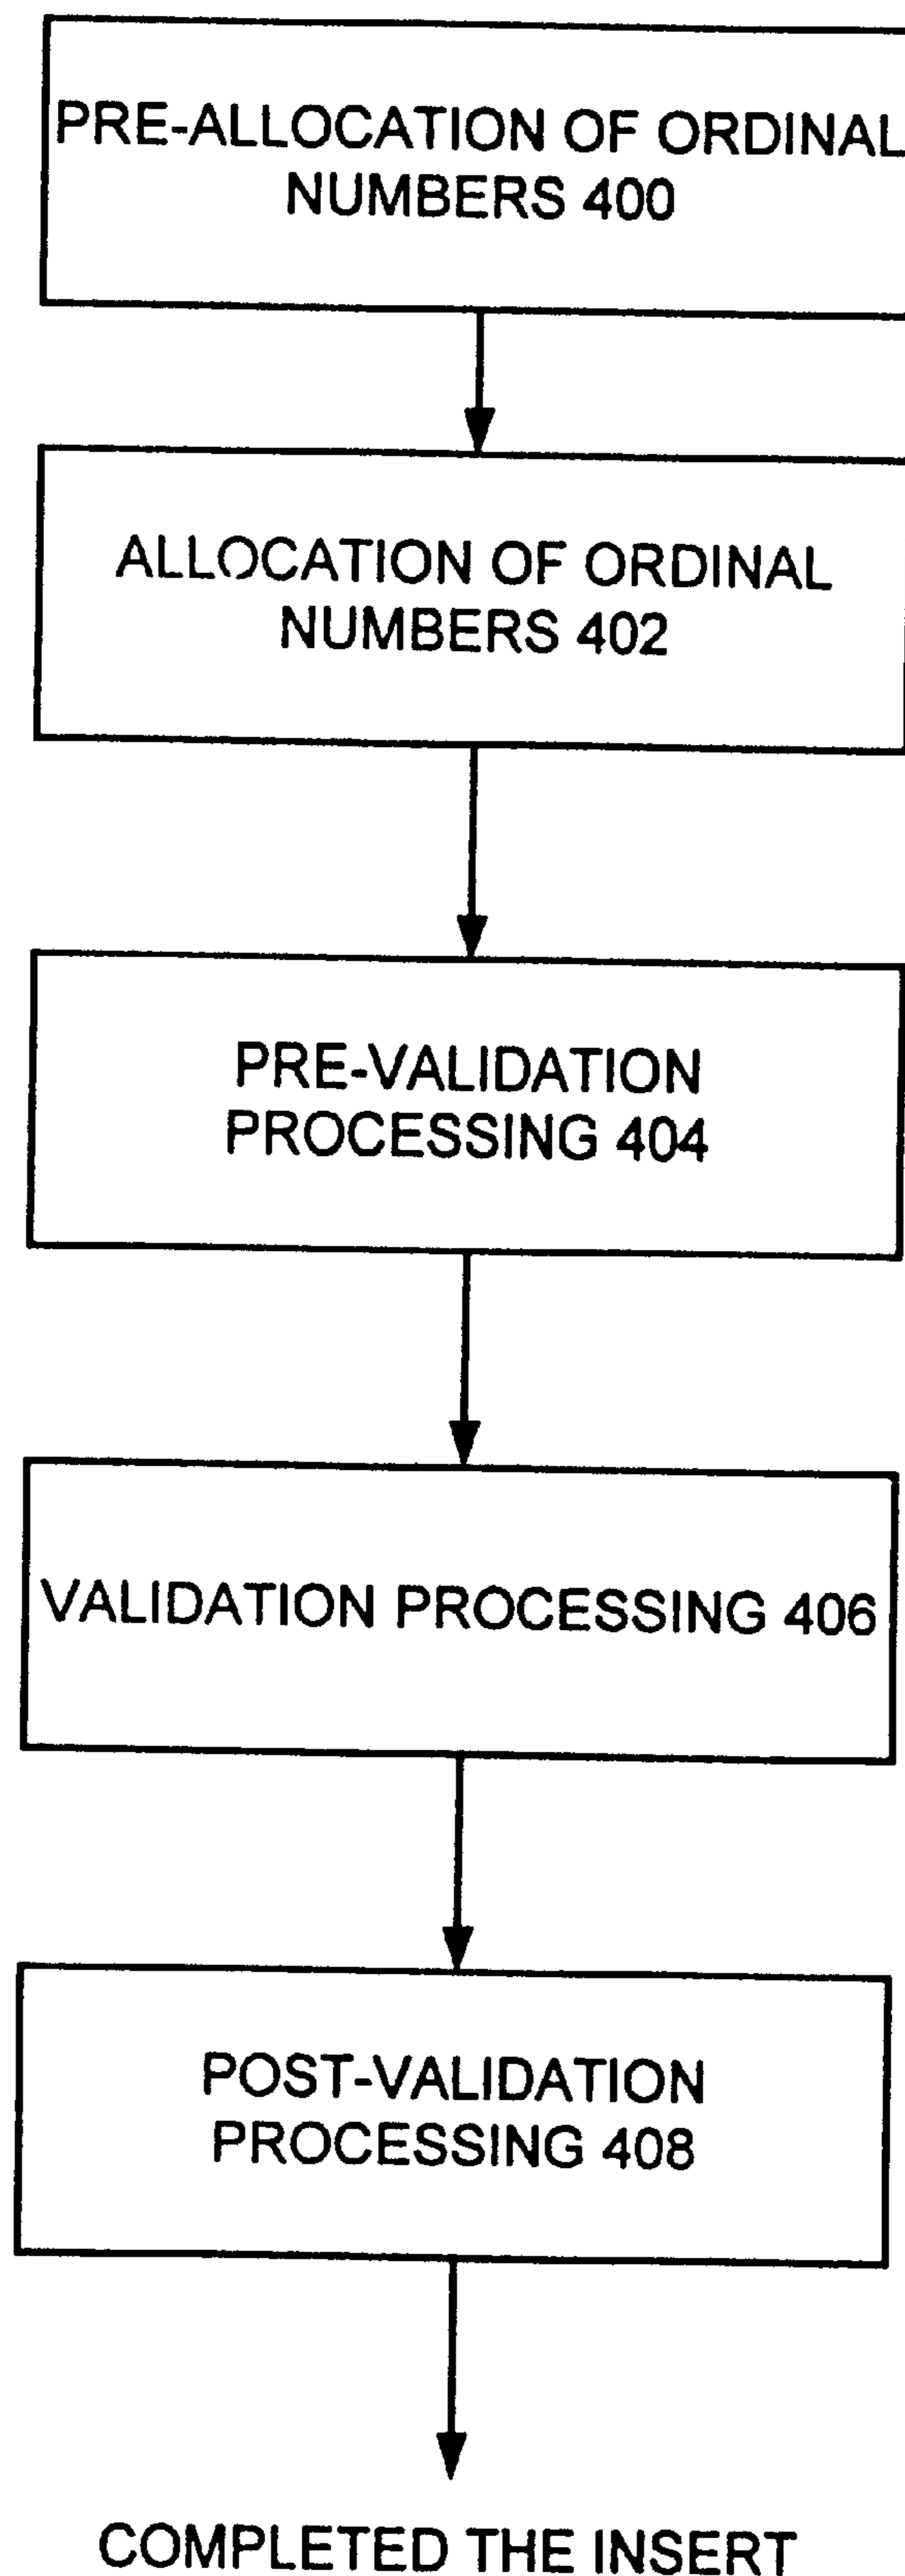 PRE-ALLOCATION OF ORDINAL
NUMBERS 400
ALLOCATION OF ORDINAL
NUMBERS 402
PRE-VALIDATION
PROCESSING 404
VALIDATION PROCESSING 406
POST-VALIDATION
PROCESSING 408
COMPLETED THE INSERT